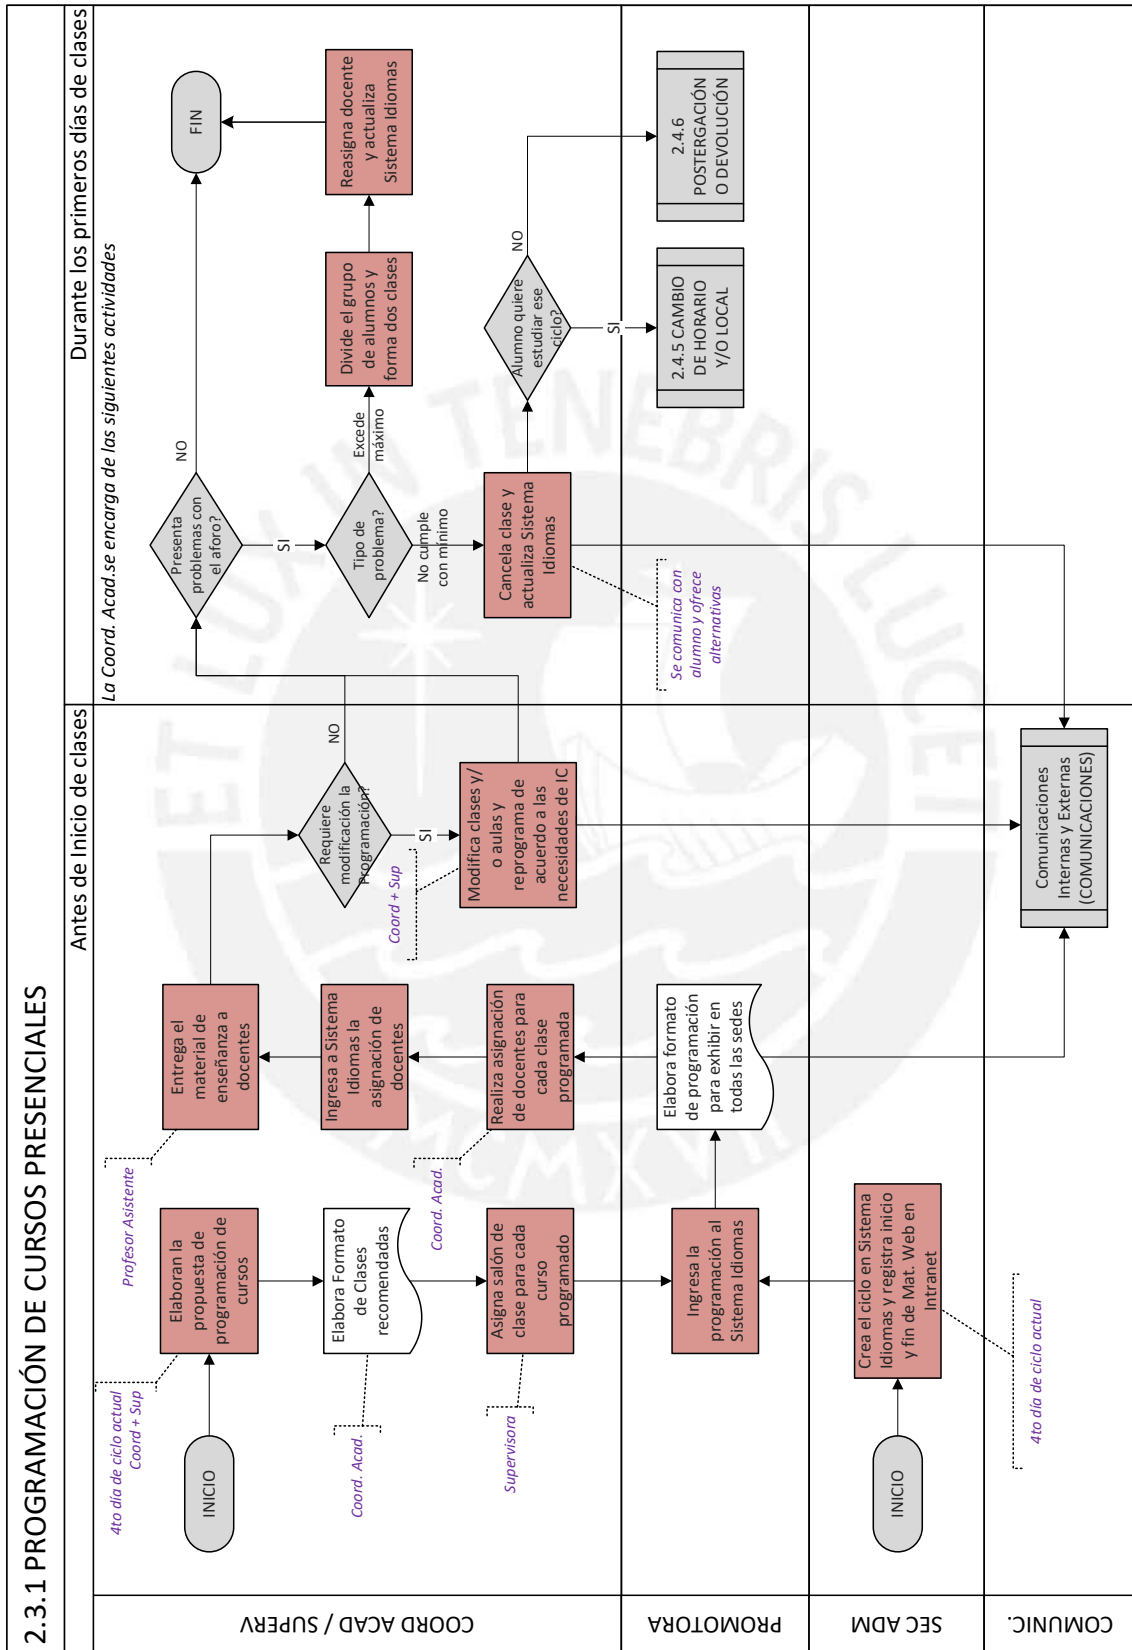 2.3.1 PROGRAMACIÓN DE CURSOS PRESENCIALES
Antes de Inicio de clases
Durante los primeros días de clases
COORD ACAD / SUPERV
4to día de ciclo actual
Coord + Sup
INICIO
Elaboran la
propuesta de
programación de
cursos
Coord. Acad.
Elabora Formato
de Clases
recomendadas
Supervisora
Asigna salón de
clase para cada
curso
programado
Profesor Asistente
Entrega el
material de
enseñanza a
docentes
Ingresa a Sistema
Idiomas la
asignación de
docentes
Coord. Acad.
Realiza asignación
de docentes para
cada clase
programada
Requiere
modificación la
Programación?
NO
SI
Coord + Sup
Modifica clases y/
o aulas y
reprograma de
acuerdo a las
necesidades de IC
La Coord. Acad.se encarga de las siguientes actividades
Presenta
problemas con
el aforo?
NO
FIN
SI
Tipo de
problema?
Excede
máximo
Divide el grupo
de alumnos y
forma dos clases
Reasigna docente
y actualiza
Sistema Idiomas
No cumple
con mínimo
Cancela clase y
actualiza Sistema
Idiomas
Alumno quiere
estudiar ese
ciclo?
NO
SI
PROMOTORA
Ingresa la
programación al
Sistema Idiomas
Elabora formato
de programación
para exhibir en
todas las sedes
Se comunica con
alumno y ofrece
alternativas
2.4.5 CAMBIO
DE HORARIO
Y/O LOCAL
2.4.6
POSTERGACIÓN
O DEVOLUCIÓN
SEC ADM
INICIO
Crea el ciclo en Sistema
Idiomas y registra inicio
y fin de Mat. Web en
Intranet
4to día de ciclo actual
COMUNIC.
Comunicaciones
Internas y Externas
(COMUNICACIONES)
ET LUX IN TENEBRIS LUCET
MCMXVII